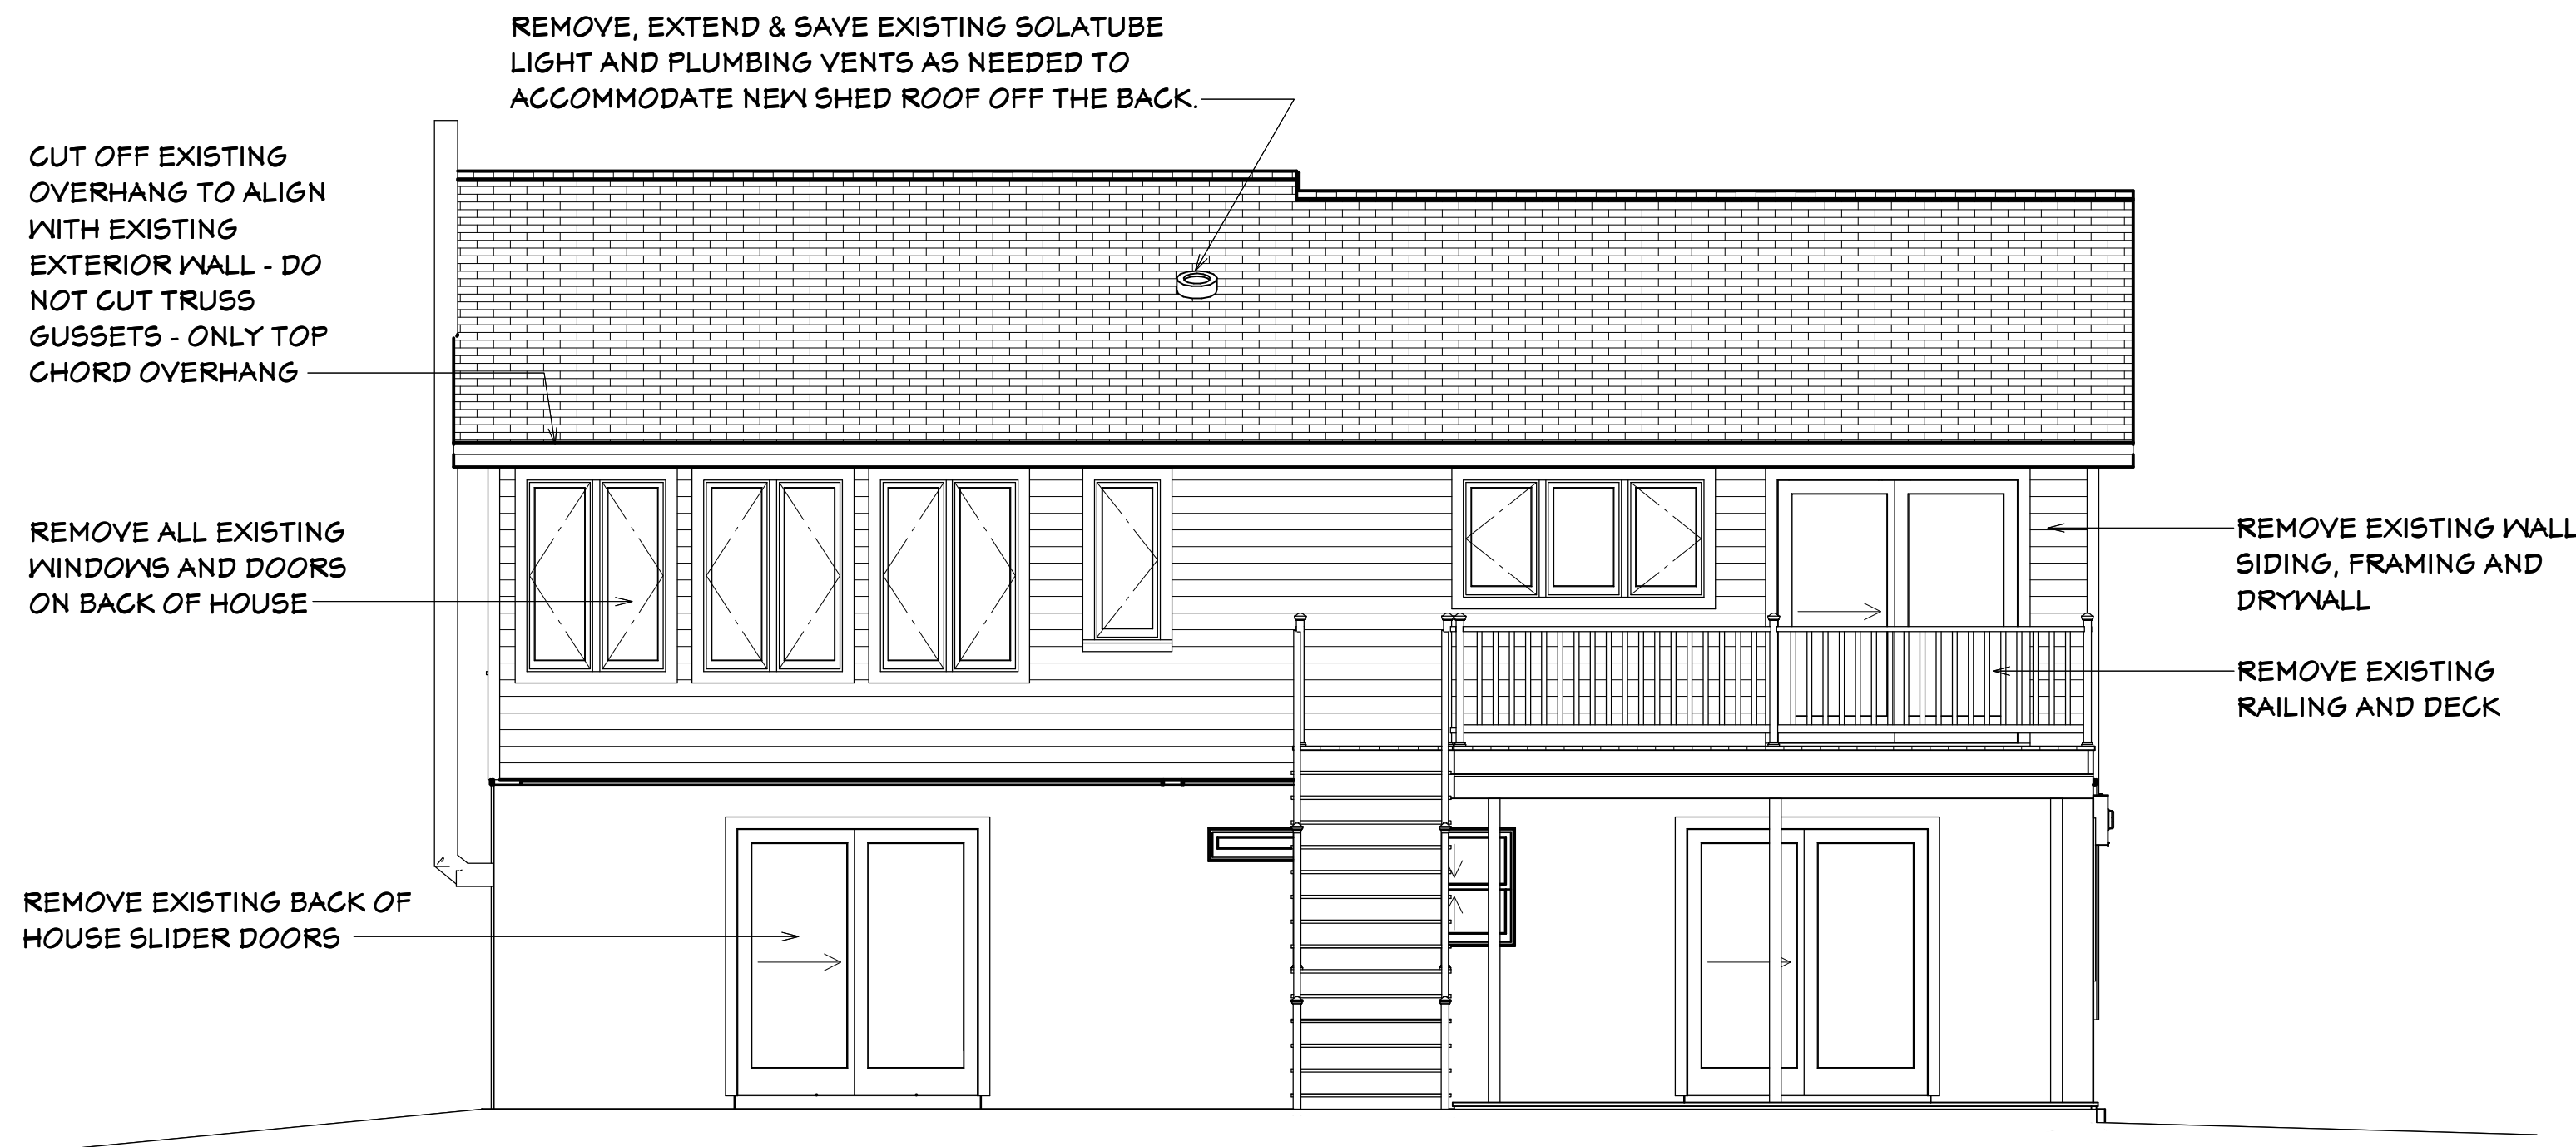 REMOVE, EXTEND & SAVE EXISTING SOLATUBE
LIGHT AND PLUMBING VENTS AS NEEDED TO
ACCOMMODATE NEW SHED ROOF OFF THE BACK.
CUT OFF EXISTING
OVERHANG TO ALIGN
WITH EXISTING
EXTERIOR WALL - DO
NOT CUT TRUSS
GUSSETS - ONLY TOP
CHORD OVERHANG
REMOVE ALL EXISTING
WINDOWS AND DOORS
ON BACK OF HOUSE
REMOVE EXISTING WALL
SIDING, FRAMING AND
DRYWALL
REMOVE EXISTING
RAILING AND DECK
REMOVE EXISTING BACK OF
HOUSE SLIDER DOORS